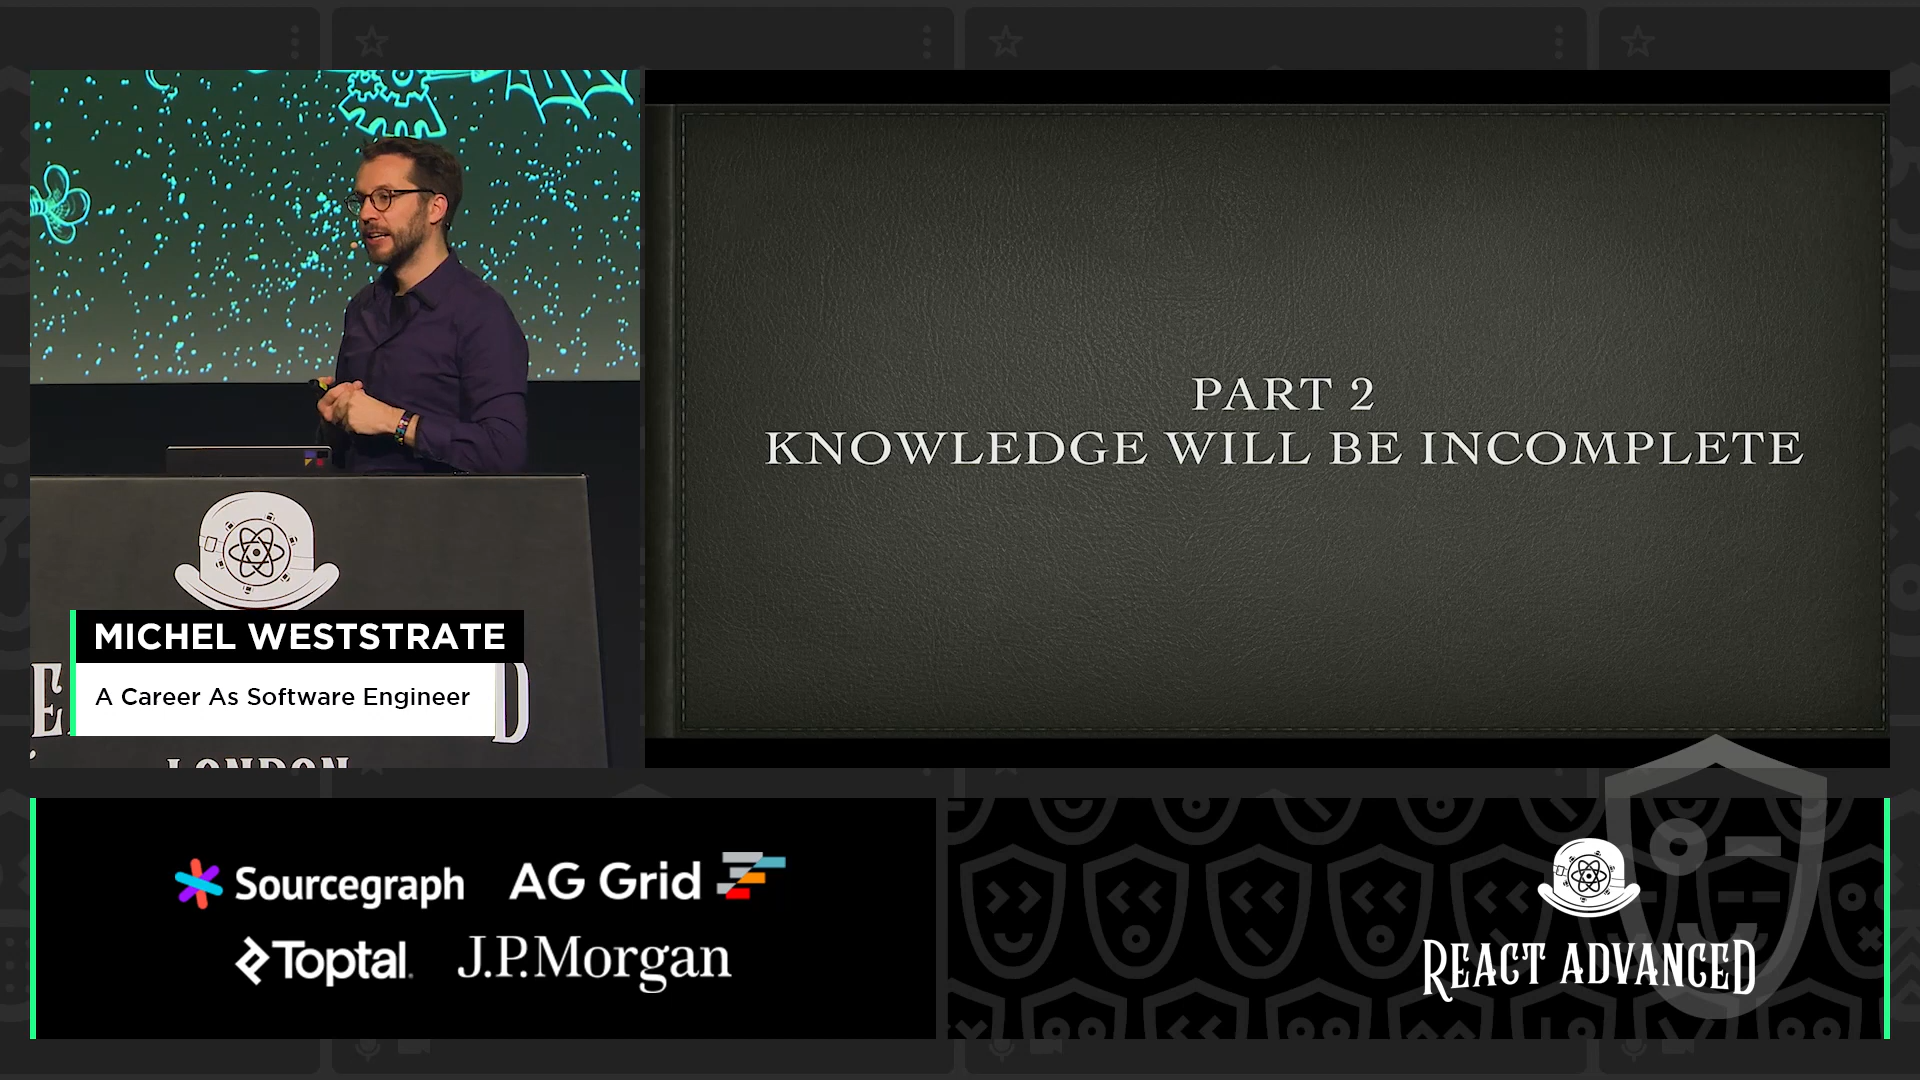 PART 2
KNOWLEDGE WILL BE INCOMPLETE
MICHEL WESTSTRATE
A Career As Software Engineer
LONDON
Sourcegraph
AG Grid
Toptal
J.P.Morgan
REACT ADVANCED